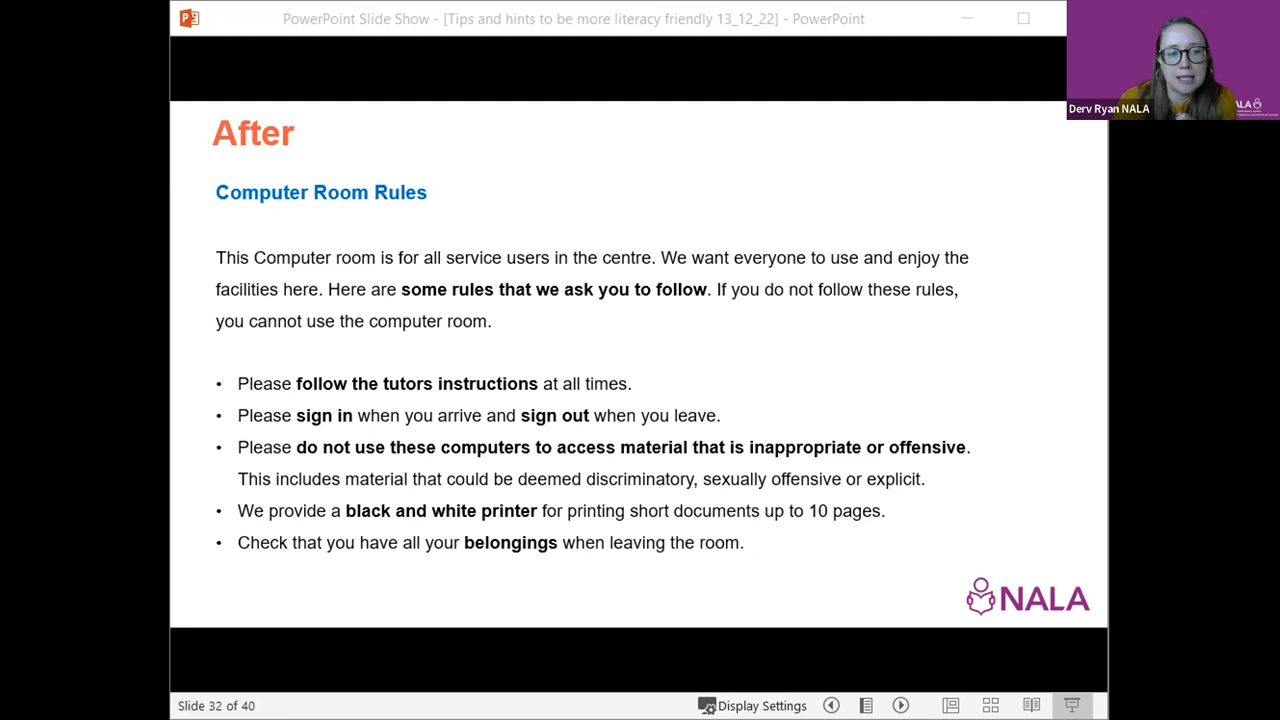 PowerPoint Slide Show - [Tips and hints to be more literacy friendly 13_12_22] - PowerPoint
Derv Ryan NALA
After
Computer Room Rules
This Computer room is for all service users in the centre. We want everyone to use and enjoy the
facilities here. Here are some rules that we ask you to follow. If you do not follow these rules,
you cannot use the computer room.
• Please follow the tutors instructions at all times.
• Please sign in when you arrive and sign out when you leave.
• Please do not use these computers to access material that is inappropriate or offensive.
This includes material that could be deemed discriminatory, sexually offensive or explicit.
• We provide a black and white printer for printing short documents up to 10 pages.
• Check that you have all your belongings when leaving the room.
NALA
Slide 32 of 40
Display Settings